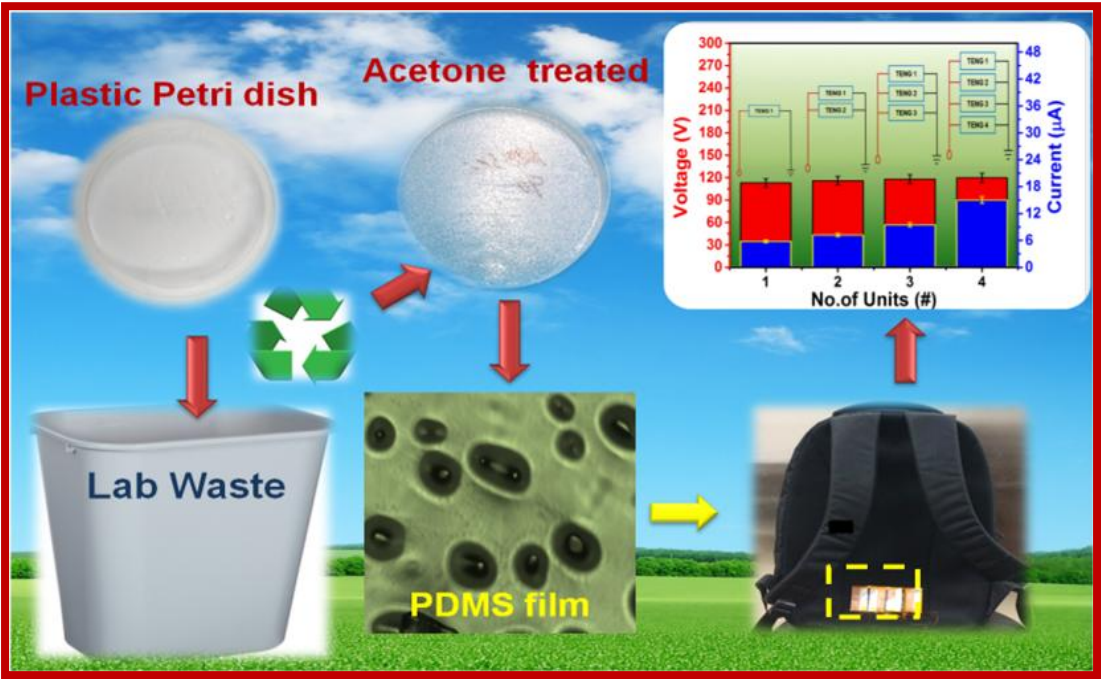 Plastic Petri dish
Acetone treated
Lab Waste
PDMS film
Voltage (V)
300
270
240
210
180
150
120
90
60
30
0
TENG 1
TENG 1
TENG 2
TENG 1
TENG 2
TENG 3
TENG 1
TENG 2
TENG 3
TENG 4
48
42
36
30
24
18
12
6
0
Current (µA)
1 2 3 4
No.of Units (#)